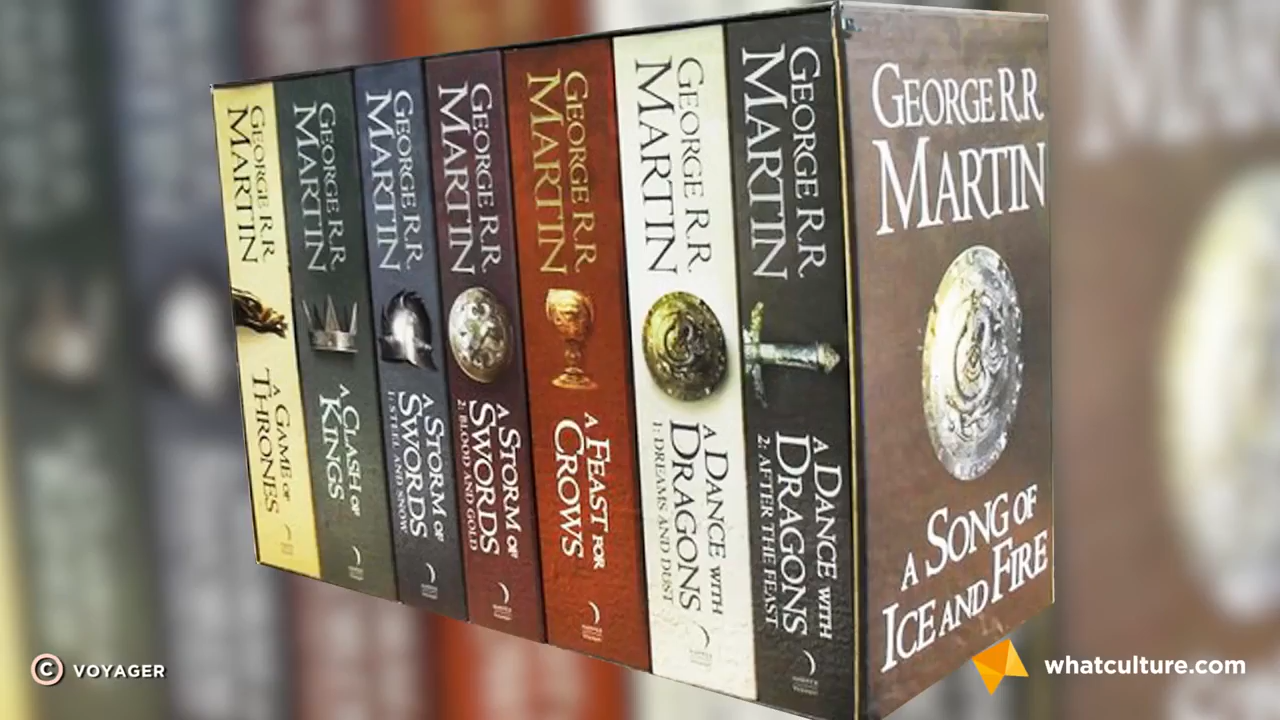 GEORGE R.R.
MARTIN
A GAME OF
THRONES
GEORGE R.R.
MARTIN
A CLASH OF
KINGS
GEORGE R.R.
MARTIN
A STORM OF
SWORDS
1: STEEL AND SNOW
GEORGE R.R.
MARTIN
A STORM OF
SWORDS
2: BLOOD AND GOLD
GEORGE R.R.
MARTIN
A FEAST FOR
CROWS
GEORGE R.R.
MARTIN
A DANCE WITH
DRAGONS
1: DREAMS AND DUST
GEORGE R.R.
MARTIN
A DANCE WITH
DRAGONS
2: AFTER THE FEAST
GEORGE R.R.
MARTIN
A SONG OF
ICE AND FIRE
© VOYAGER
whatculture.com